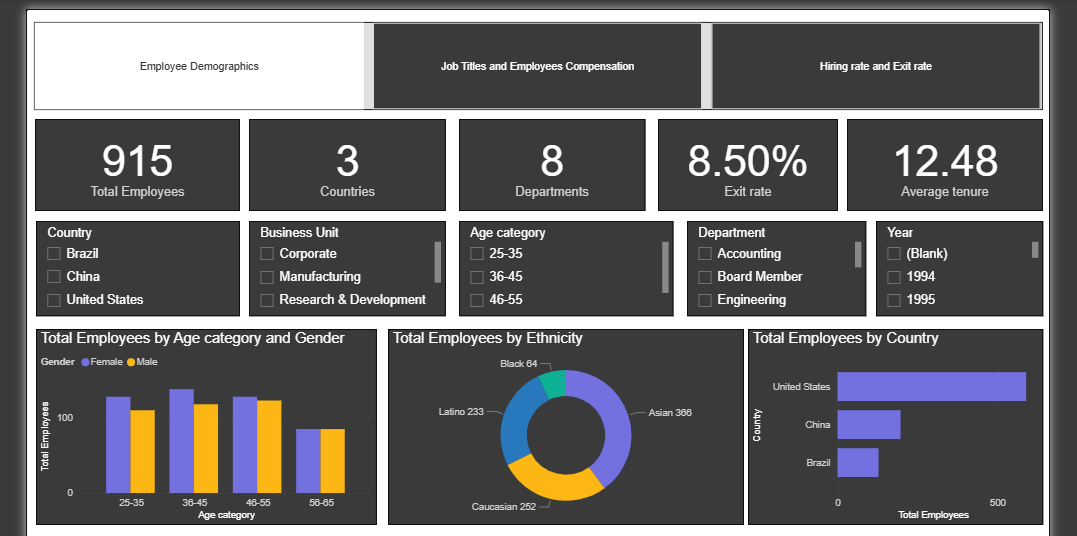 Employee Demographics
Job Titles and Employees Compensation
Hiring rate and Exit rate
915
Total Employees
3
Countries
8
Departments
8.50%
Exit rate
12.48
Average tenure
Country
Brazil
China
United States
Business Unit
Corporate
Manufacturing
Research & Development
Age category
25-35
36-45
46-55
Department
Accounting
Board Member
Engineering
Year
(Blank)
1994
1995
Total Employees by Age category and Gender
Gender Female Male
Total Employees
100
0
25-35 36-45 46-55 56-65
Age category
Total Employees by Ethnicity
Black 64
Latino 233
Asian 366
Caucasian 252
Total Employees by Country
Country
United States
China
Brazil
0 500
Total Employees